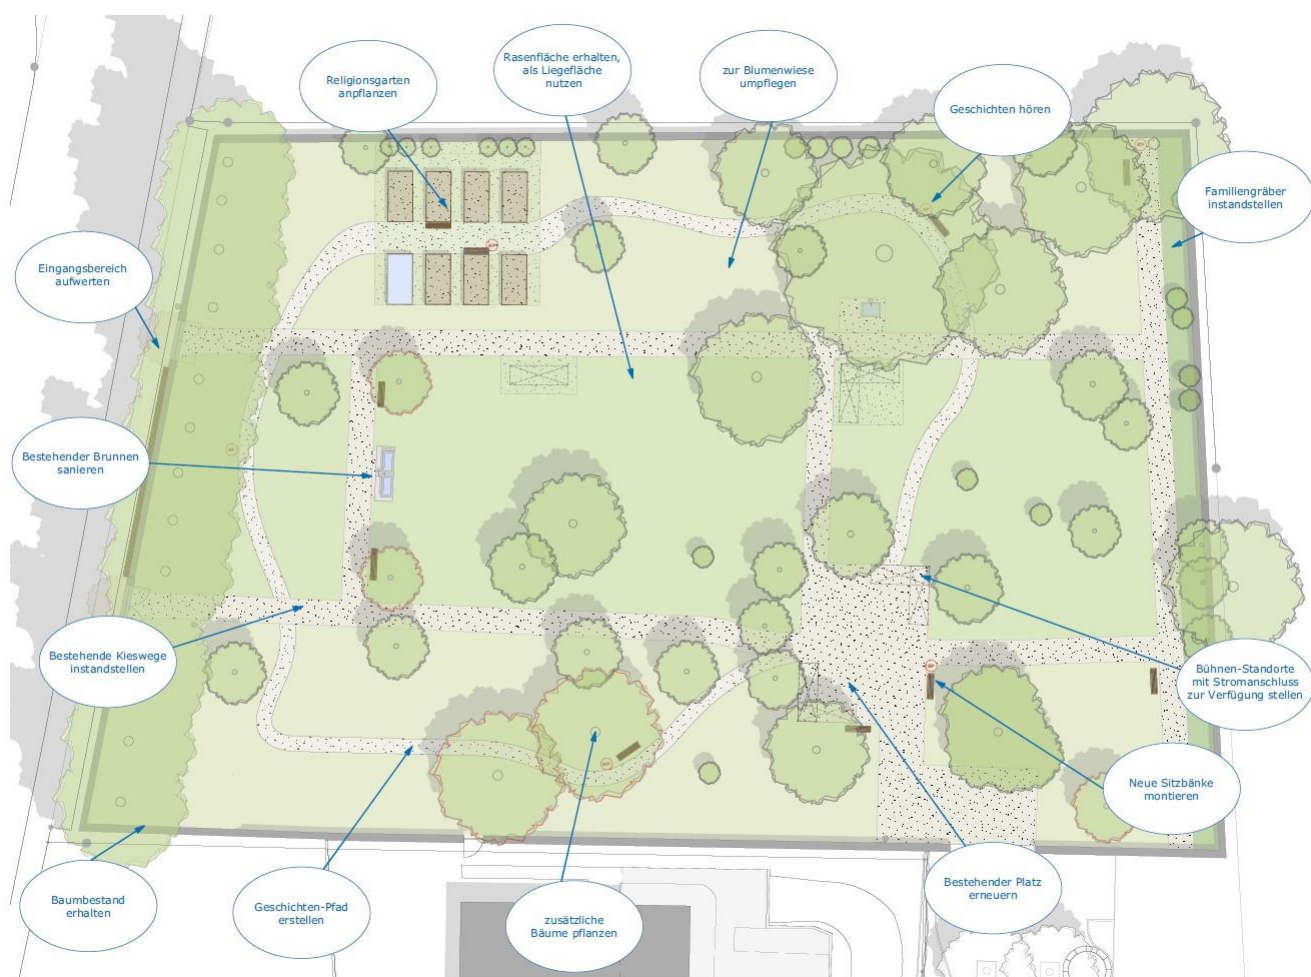 Religionsgarten
anpflanzen
Rasenfläche erhalten,
als Liegefläche
nutzen
zur Blumenwiese
umpflegen
Geschichten hören
Familiengräber
instandstellen
Eingangsbereich
aufwerten
Bestehender Brunnen
sanieren
Bestehende Kieswege
instandstellen
Bühnen-Standorte
mit Stromanschluss
zur Verfügung stellen
Neue Sitzbänke
montieren
Baumbestand
erhalten
Geschichten-Pfad
erstellen
zusätzliche
Bäume pflanzen
Bestehender Platz
erneuern